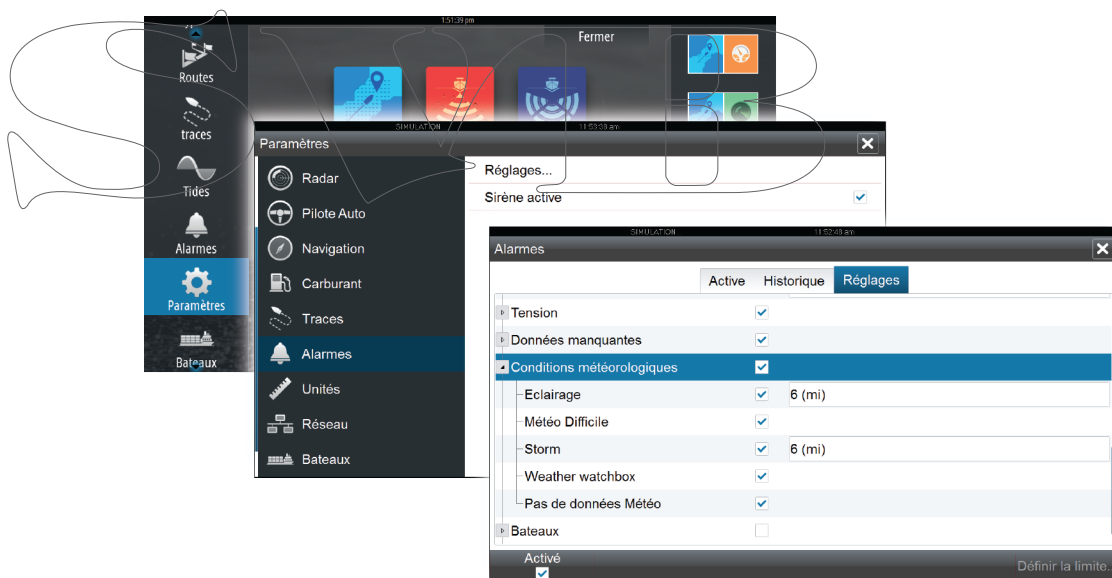 1:51:39 pm
Fermer
Routes
traces
Tides
Alarmes
Paramètres
Bateaux
SIMULATION 11:53:38 am
Paramètres
Radar
Pilote Auto
Navigation
Carburant
Traces
Alarmes
Unités
Réseau
Bateaux
Réglages...
Sirène active
SIMULATION 11:52:48 am
Alarmes
Active Historique Réglages
Tension
Données manquantes
Conditions météorologiques
Eclairage 6 (mi)
Météo Difficile
Storm 6 (mi)
Weather watchbox
Pas de données Météo
Bateaux
Activé
Définir la limite.